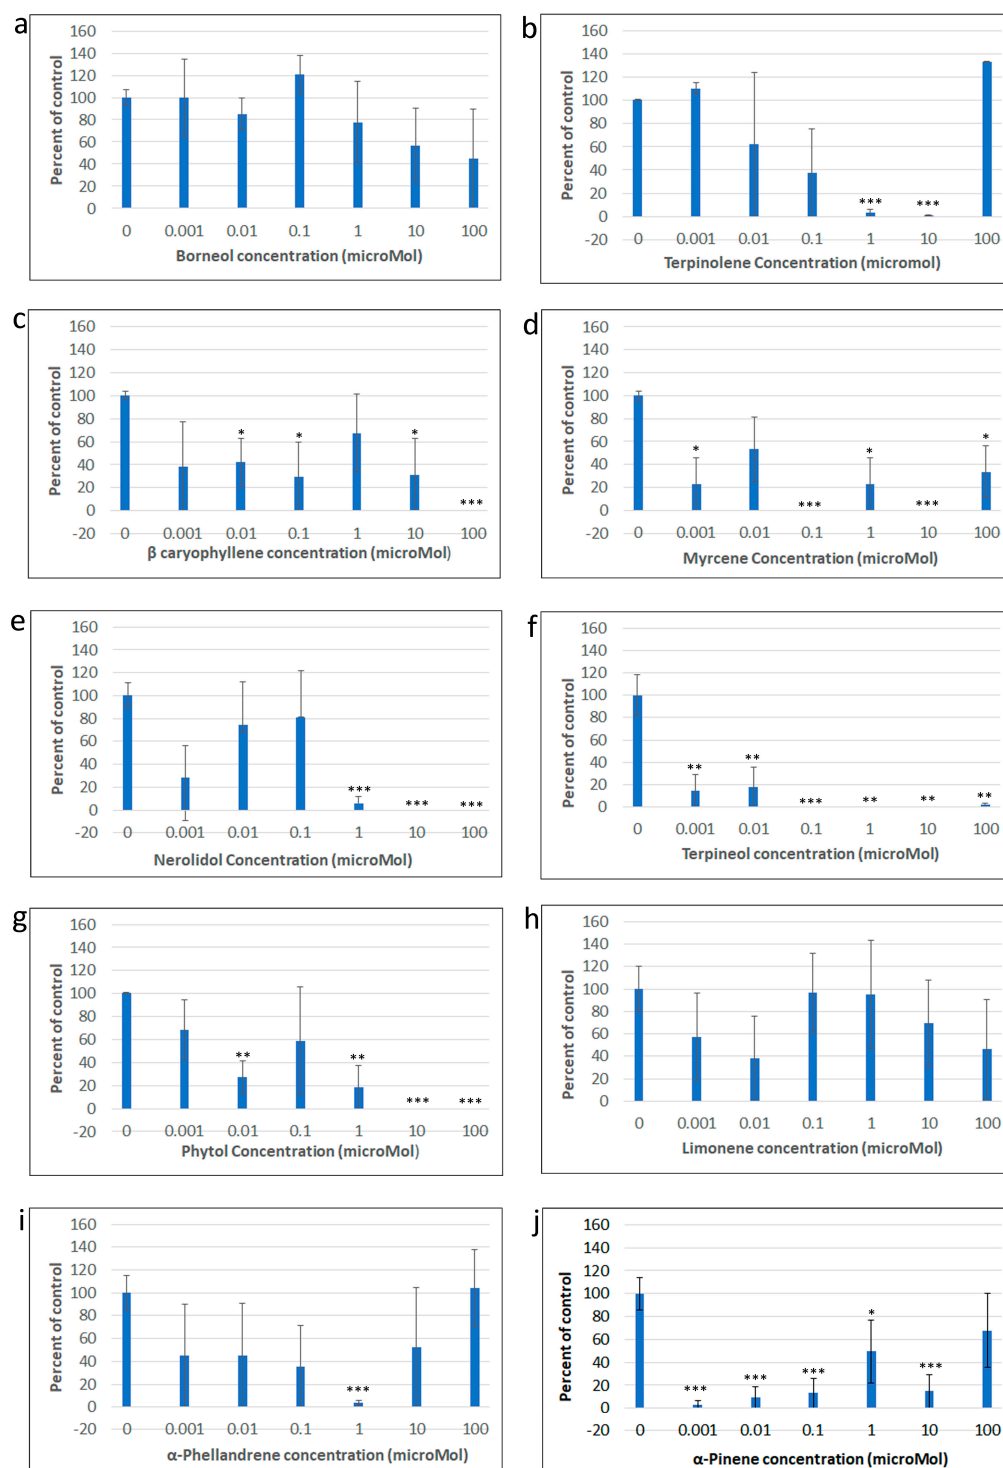 a
160
140
120
100
80
60
40
20
0
Percent of control
0 0.001 0.01 0.1 1 10 100
Borneol concentration (microMol)
b
160
140
120
100
80
60
40
20
0
-20
Percent of control
*** ***
0 0.001 0.01 0.1 1 10 100
Terpinolene Concentration (micromol)
c
160
140
120
100
80
60
40
20
0
-20
Percent of control
* * * ***
0 0.001 0.01 0.1 1 10 100
β caryophyllene concentration (microMol)
d
160
140
120
100
80
60
40
20
0
-20
Percent of control
* *** * *** *
0 0.001 0.01 0.1 1 10 100
Myrcene Concentration (microMol)
e
160
140
120
100
80
60
40
20
0
-20
Percent of control
*** *** ***
0 0.001 0.01 0.1 1 10 100
Nerolidol Concentration (microMol)
f
160
140
120
100
80
60
40
20
0
Percent of control
** ** *** ** ** **
0 0.001 0.01 0.1 1 10 100
Terpineol concentration (microMol)
g
160
140
120
100
80
60
40
20
0
-20
Percent of control
** ** *** ***
0 0.001 0.01 0.1 1 10 100
Phytol Concentration (microMol)
h
160
140
120
100
80
60
40
20
0
Percent of control
0 0.001 0.01 0.1 1 10 100
Limonene concentration (microMol)
i
160
140
120
100
80
60
40
20
0
-20
Percent of control
***
0 0.001 0.01 0.1 1 10 100
α-Phellandrene concentration (microMol)
j
160
140
120
100
80
60
40
20
0
Percent of control
*** *** *** * ***
0 0.001 0.01 0.1 1 10 100
α-Pinene concentration (microMol)